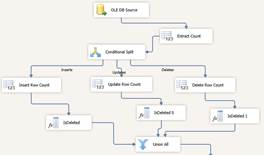 OLE DB Source
Extract Count
Conditional Split
Inserts
Updates
Deletes
Insert Row Count
Update Row Count
Delete Row Count
IsDeleted
IsDeleted 0
IsDeleted 1
Union All